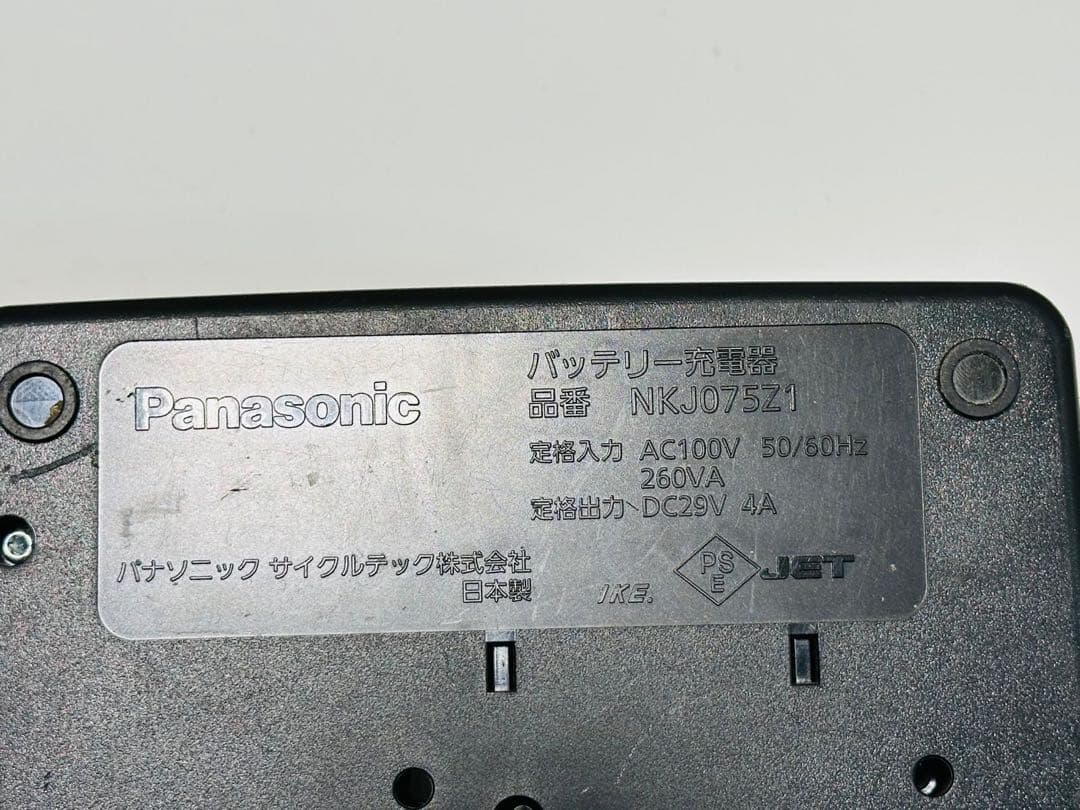 Panasonic
バッテリー充電器
品番 NKJ075Z1
定格入力 AC100V 50/60Hz
260VA
定格出力 DC29V 4A
パナソニック サイクルテック株式会社
日本製
IKE.
PS
E
JET